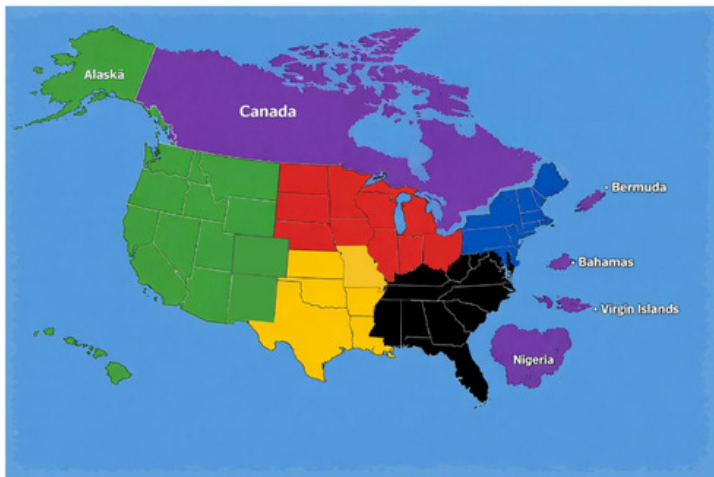 Alaska
Canada
Bermuda
Bahamas
Virgin Islands
Nigeria